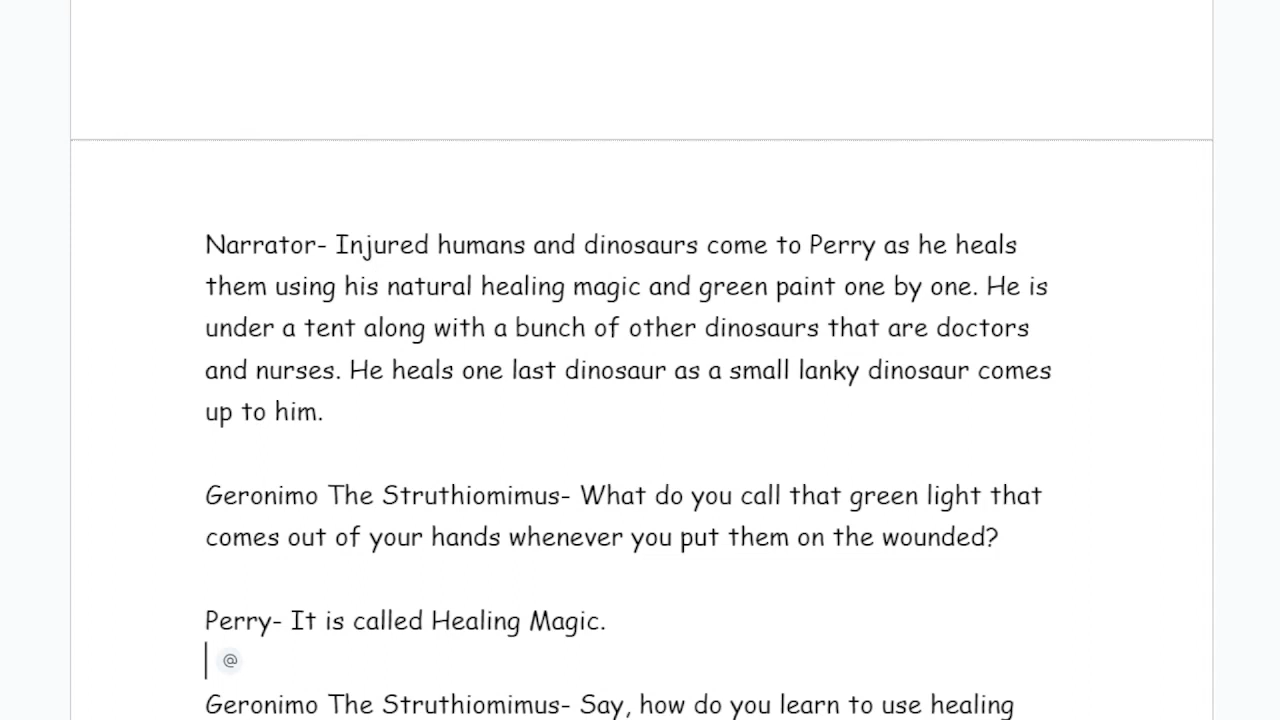 Narrator- Injured humans and dinosaurs come to Perry as he heals
them using his natural healing magic and green paint one by one. He is
under a tent along with a bunch of other dinosaurs that are doctors
and nurses. He heals one last dinosaur as a small lanky dinosaur comes
up to him.
Geronimo The Struthiomimus- What do you call that green light that
comes out of your hands whenever you put them on the wounded?
Perry- It is called Healing Magic.
@
Geronimo The Struthiomimus- Say, how do you learn to use healing